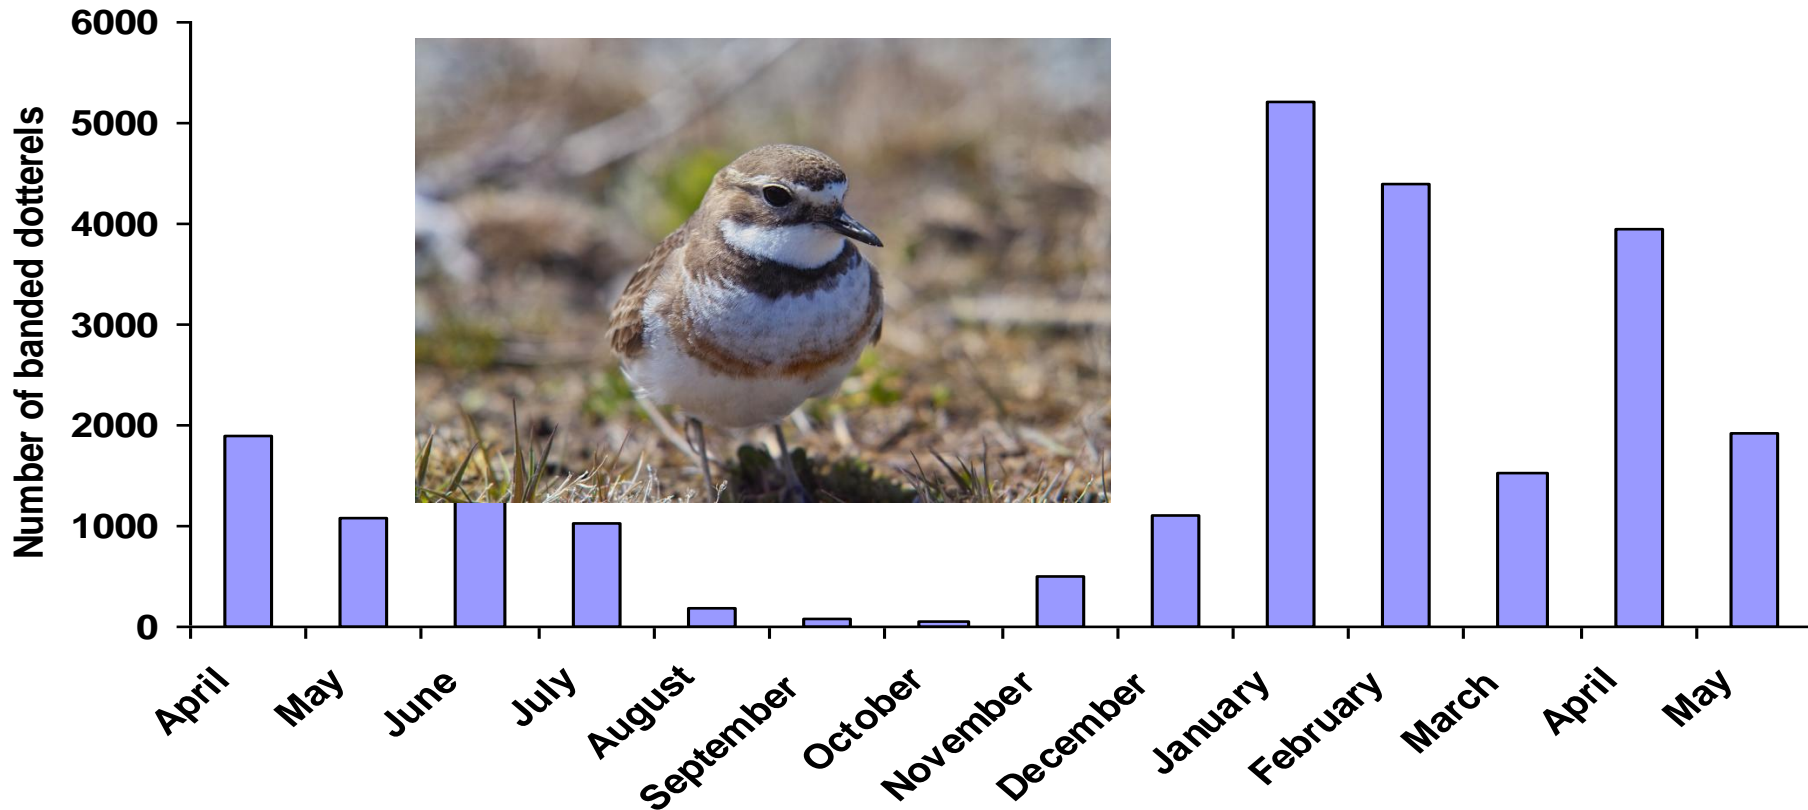 Number of banded dotterels
6000
5000
4000
3000
2000
1000
0
April
May
June
July
August
September
October
November
December
January
February
March
April
May